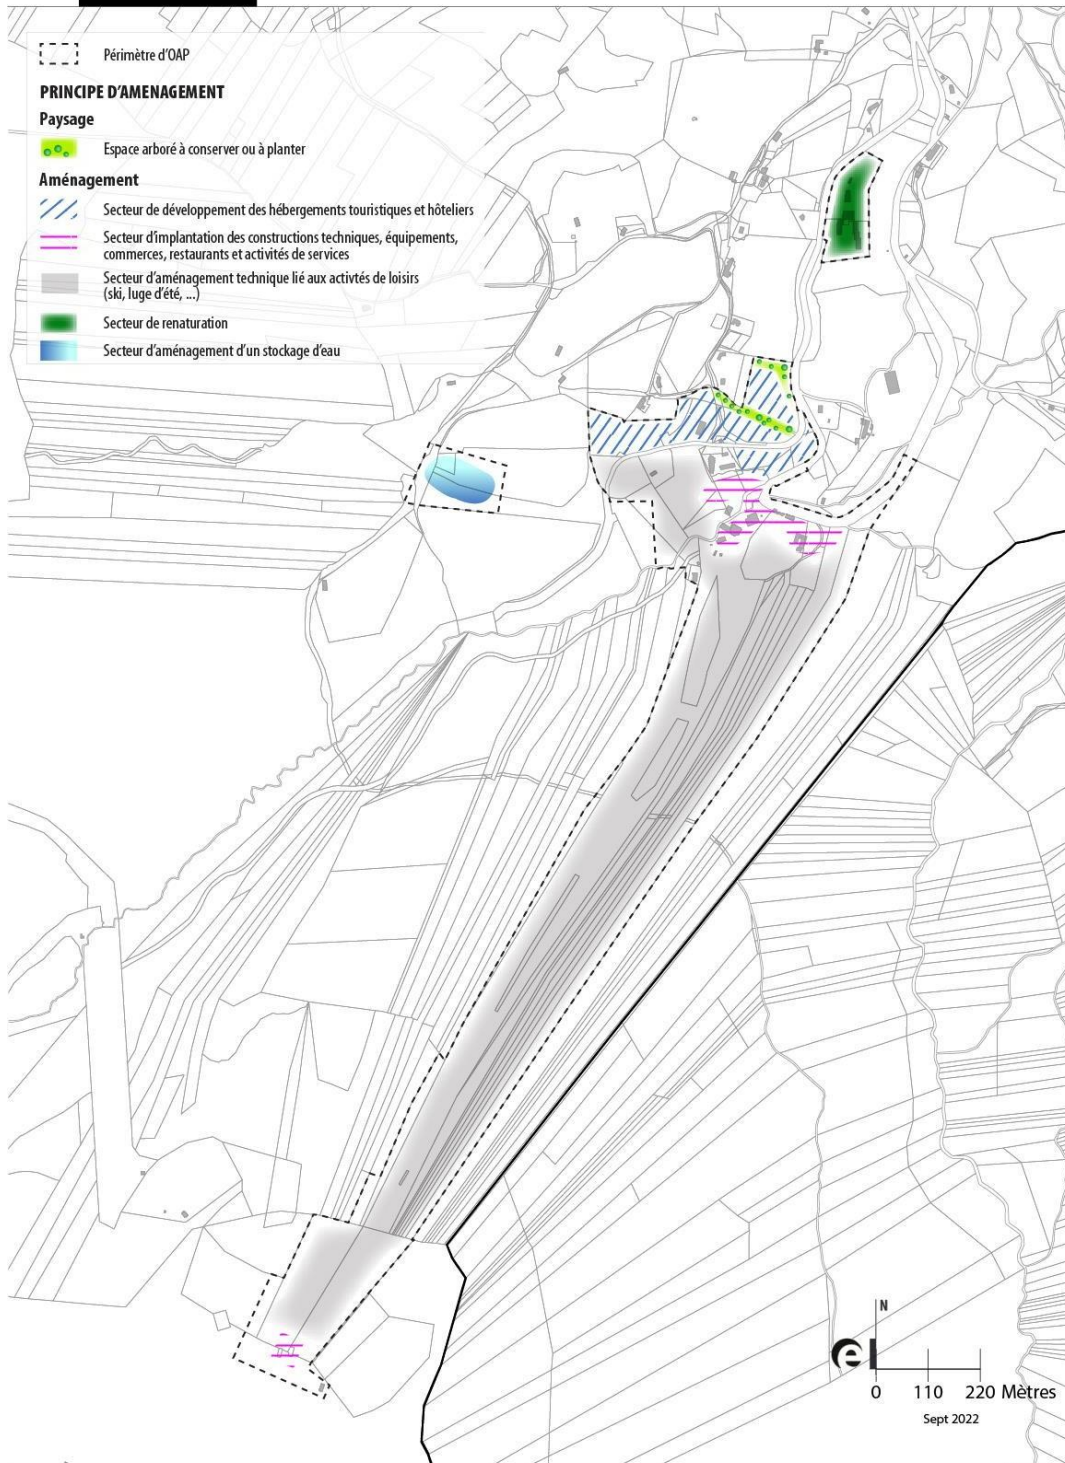 Périmètre d'OAP
PRINCIPE D'AMENAGEMENT
Paysage
Espace arboré à conserver ou à planter
Aménagement
Secteur de développement des hébergements touristiques et hôteliers
Secteur d'implantation des constructions techniques, équipements,
commerces, restaurants et activités de services
Secteur d'aménagement technique lié aux activtés de loisirs
(ski, luge d'été, ...)
Secteur de renaturation
Secteur d'aménagement d'un stockage d'eau
N
e
0 110 220 Mètres
Sept 2022